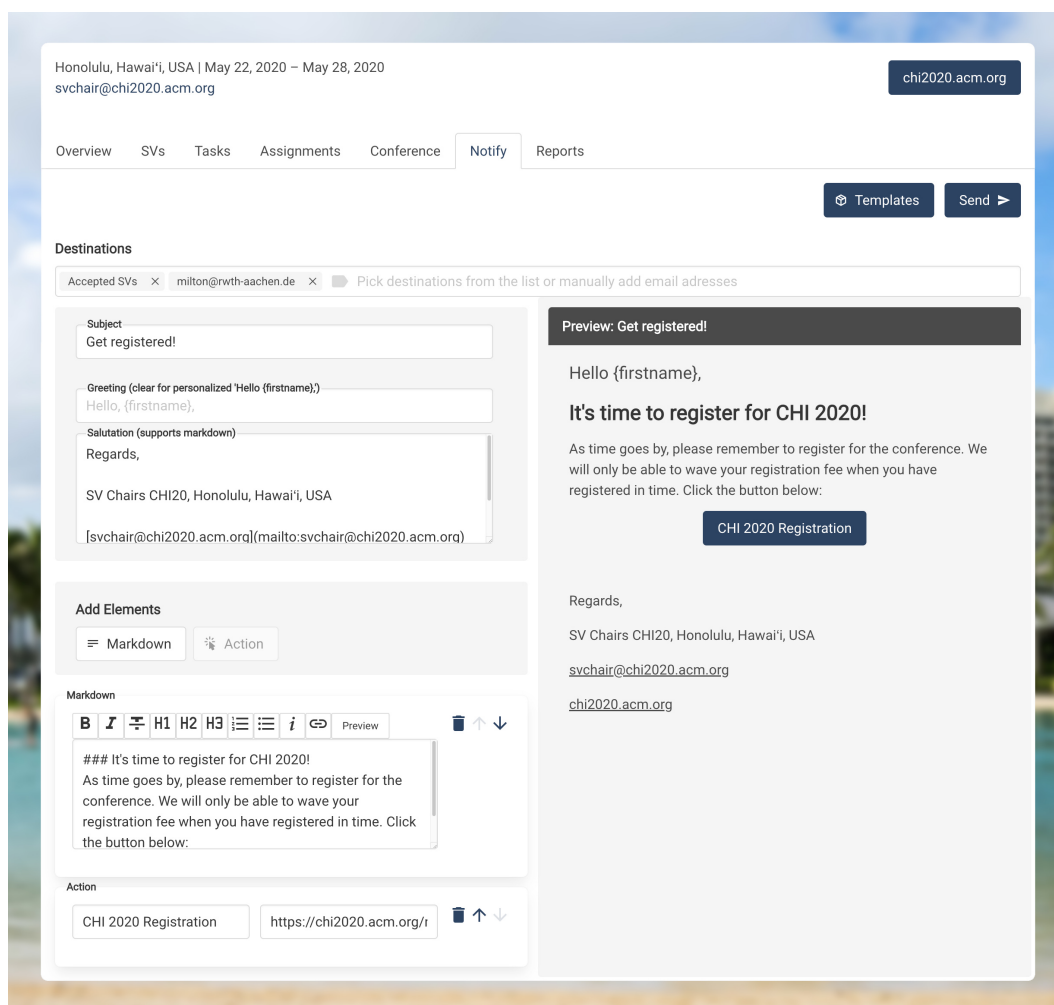 Honolulu, Hawaiʻi, USA | May 22, 2020 – May 28, 2020
svchair@chi2020.acm.org
chi2020.acm.org
Overview SVs Tasks Assignments Conference Notify Reports
Templates Send
Destinations
Accepted SVs × milton@rwth-aachen.de × Pick destinations from the list or manually add email adresses
Subject
Get registered!
Greeting (clear for personalized 'Hello {firstname},')
Hello, {firstname},
Salutation (supports markdown)
Regards,
SV Chairs CHI20, Honolulu, Hawaiʻi, USA
[svchair@chi2020.acm.org](mailto:svchair@chi2020.acm.org)
Add Elements
Markdown Action
Markdown
B I T H1 H2 H3 i Preview
### It's time to register for CHI 2020!
As time goes by, please remember to register for the
conference. We will only be able to wave your
registration fee when you have registered in time. Click
the button below:
Action
CHI 2020 Registration https://chi2020.acm.org/r
Preview: Get registered!
Hello {firstname},
It's time to register for CHI 2020!
As time goes by, please remember to register for the conference. We
will only be able to wave your registration fee when you have
registered in time. Click the button below:
CHI 2020 Registration
Regards,
SV Chairs CHI20, Honolulu, Hawaiʻi, USA
svchair@chi2020.acm.org
chi2020.acm.org